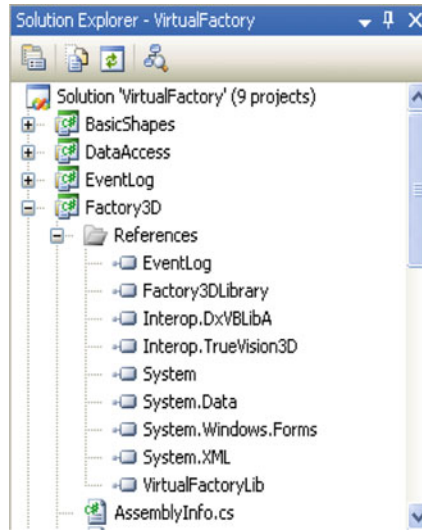 Solution Explorer - VirtualFactory
Solution 'VirtualFactory' (9 projects)
BasicShapes
DataAccess
EventLog
Factory3D
References
EventLog
Factory3DLibrary
Interop.DxVBLibA
Interop.TrueVision3D
System
System.Data
System.Windows.Forms
System.XML
VirtualFactoryLib
AssemblyInfo.cs